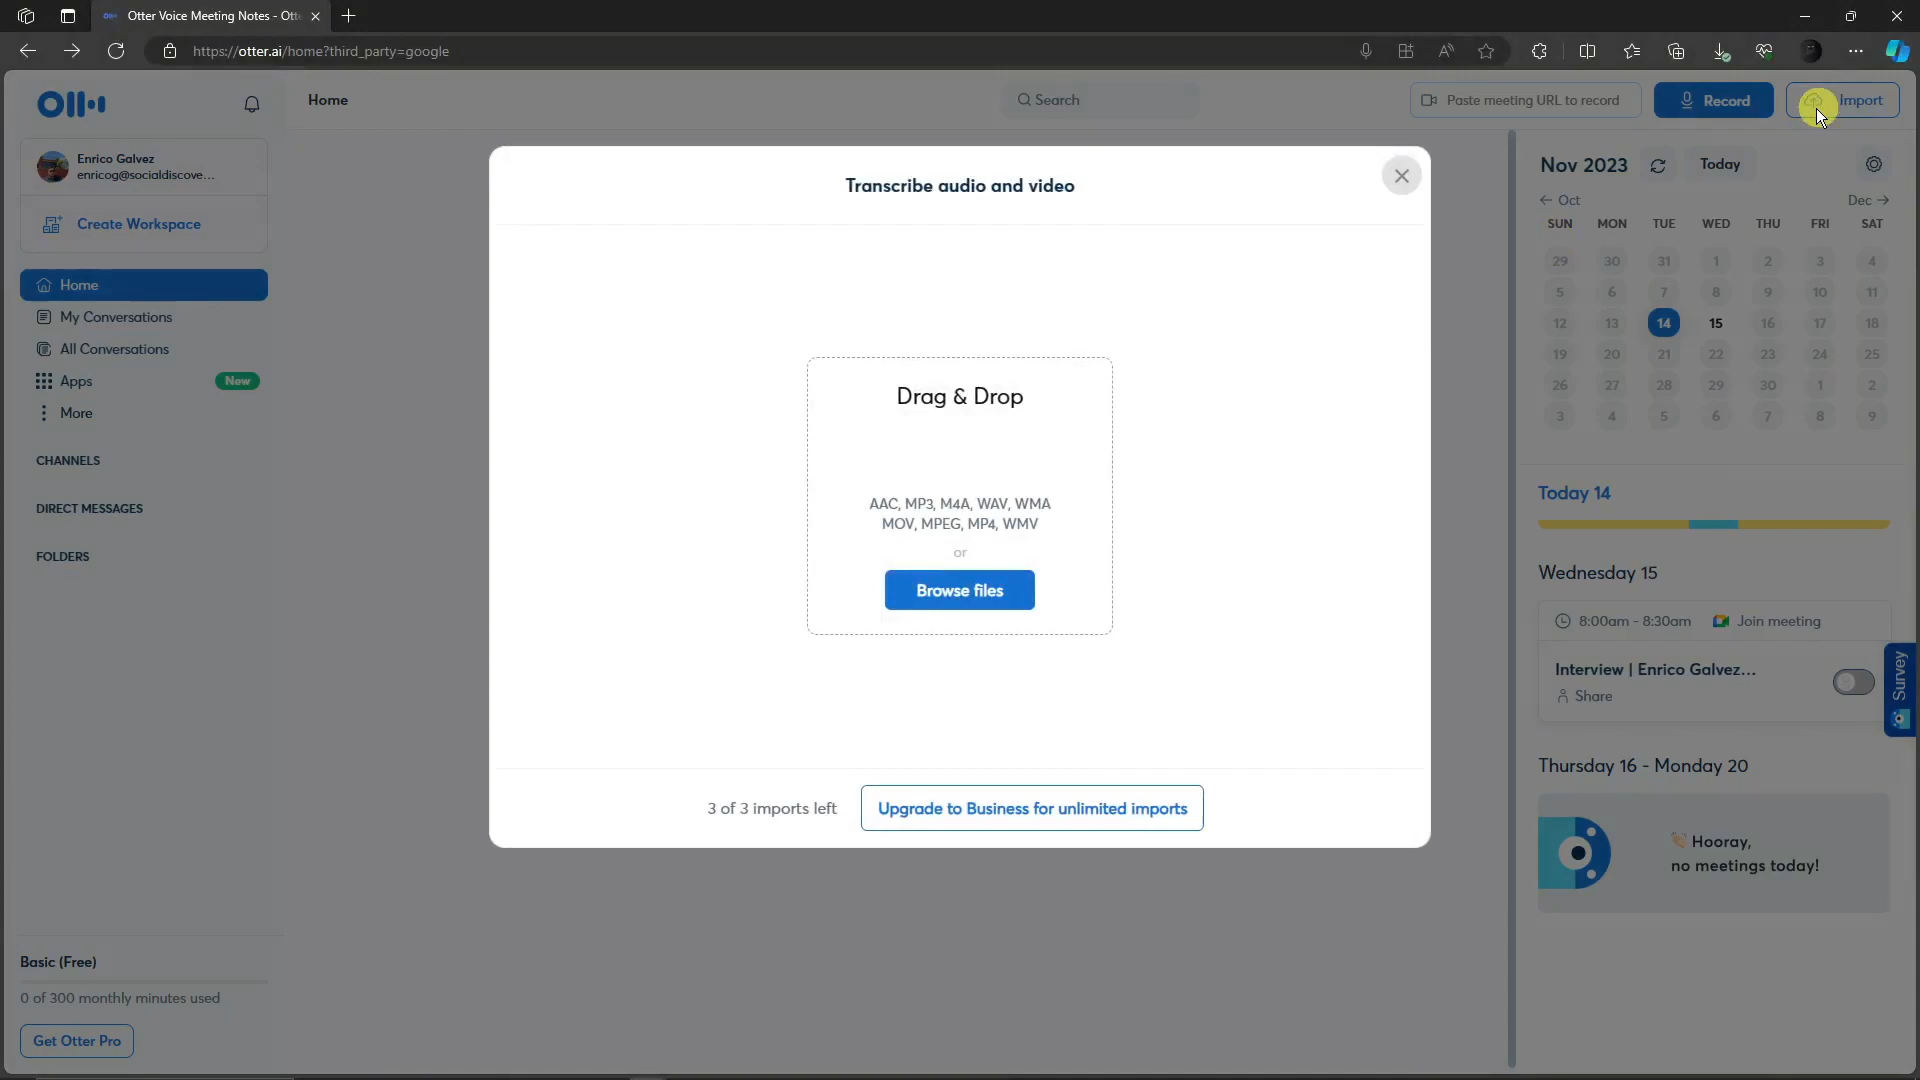 Otter Voice Meeting Notes - Otte
https://otter.ai/home?third_party=google
Home
Search
Paste meeting URL to record
Record
Import
Enrico Galvez
enricog@socialdiscove...
Create Workspace
Home
My Conversations
All Conversations
Apps
New
More
CHANNELS
DIRECT MESSAGES
FOLDERS
Basic (Free)
0 of 300 monthly minutes used
Get Otter Pro
Transcribe audio and video
Drag & Drop
AAC, MP3, M4A, WAV, WMA
MOV, MPEG, MP4, WMV
or
Browse files
3 of 3 imports left
Upgrade to Business for unlimited imports
Nov 2023
Today
← Oct
Dec →
SUN MON TUE WED THU FRI SAT
29 30 31 1 2 3 4
5 6 7 8 9 10 11
12 13 14 15 16 17 18
19 20 21 22 23 24 25
26 27 28 29 30 1 2
3 4 5 6 7 8 9
Today 14
Wednesday 15
8:00am - 8:30am
Join meeting
Interview | Enrico Galvez...
Share
Survey
Thursday 16 - Monday 20
👏 Hooray,
no meetings today!